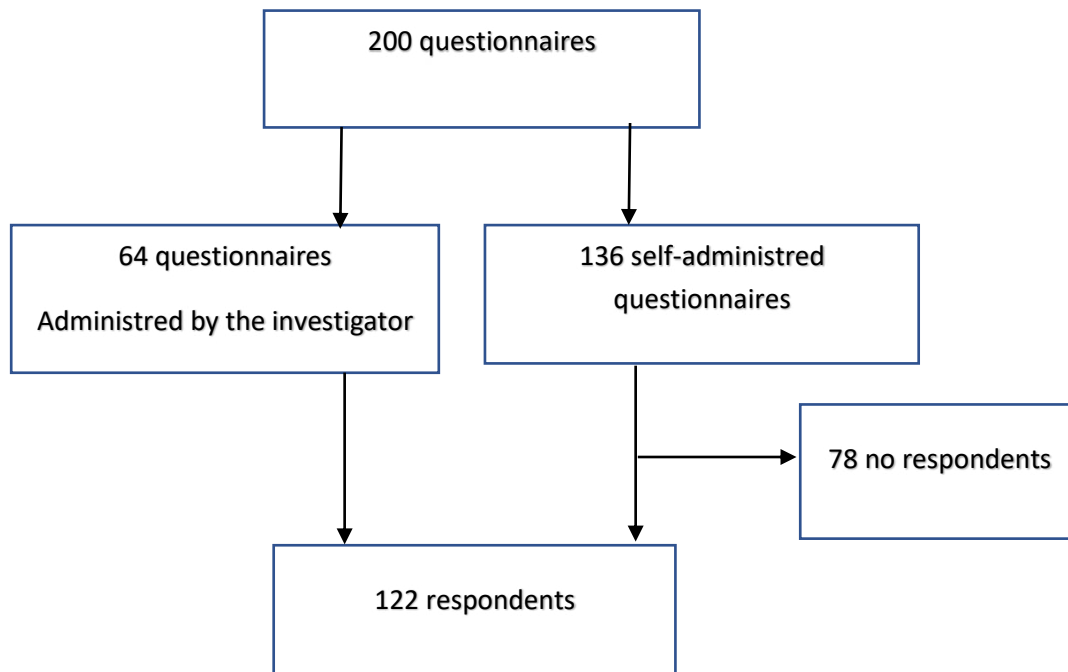 200 questionnaires
64 questionnaires
Administred by the investigator
136 self-administred
questionnaires
78 no respondents
122 respondents